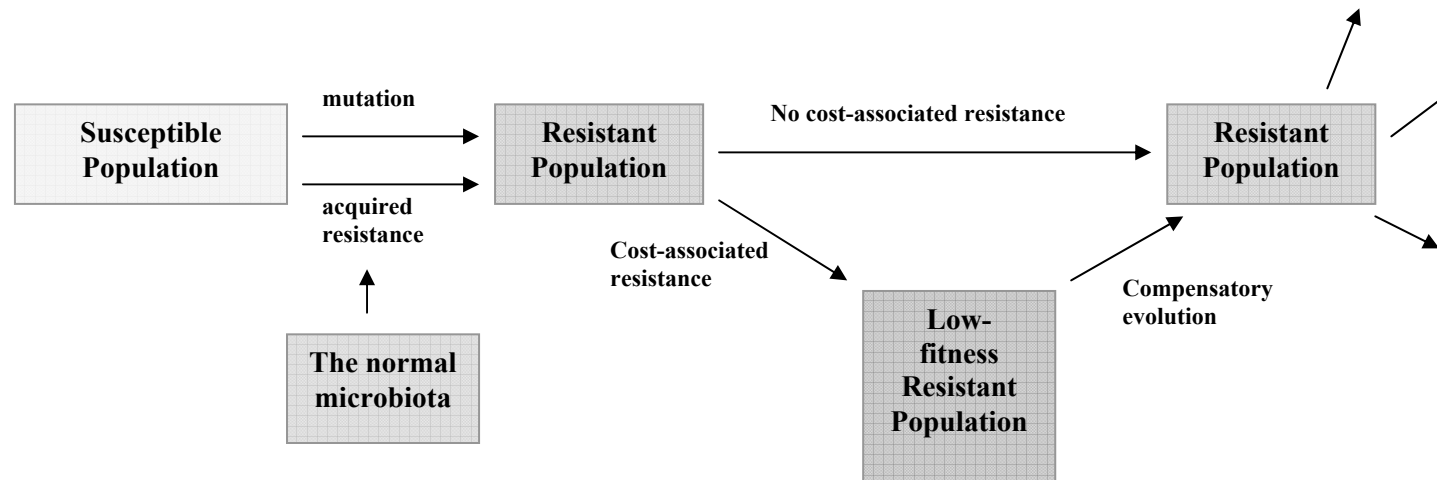 mutation
Susceptible
Population
acquired
resistance
The normal
microbiota
Resistant
Population
No cost-associated resistance
Cost-associated
resistance
Low-
fitness
Resistant
Population
Compensatory
evolution
Resistant
Population